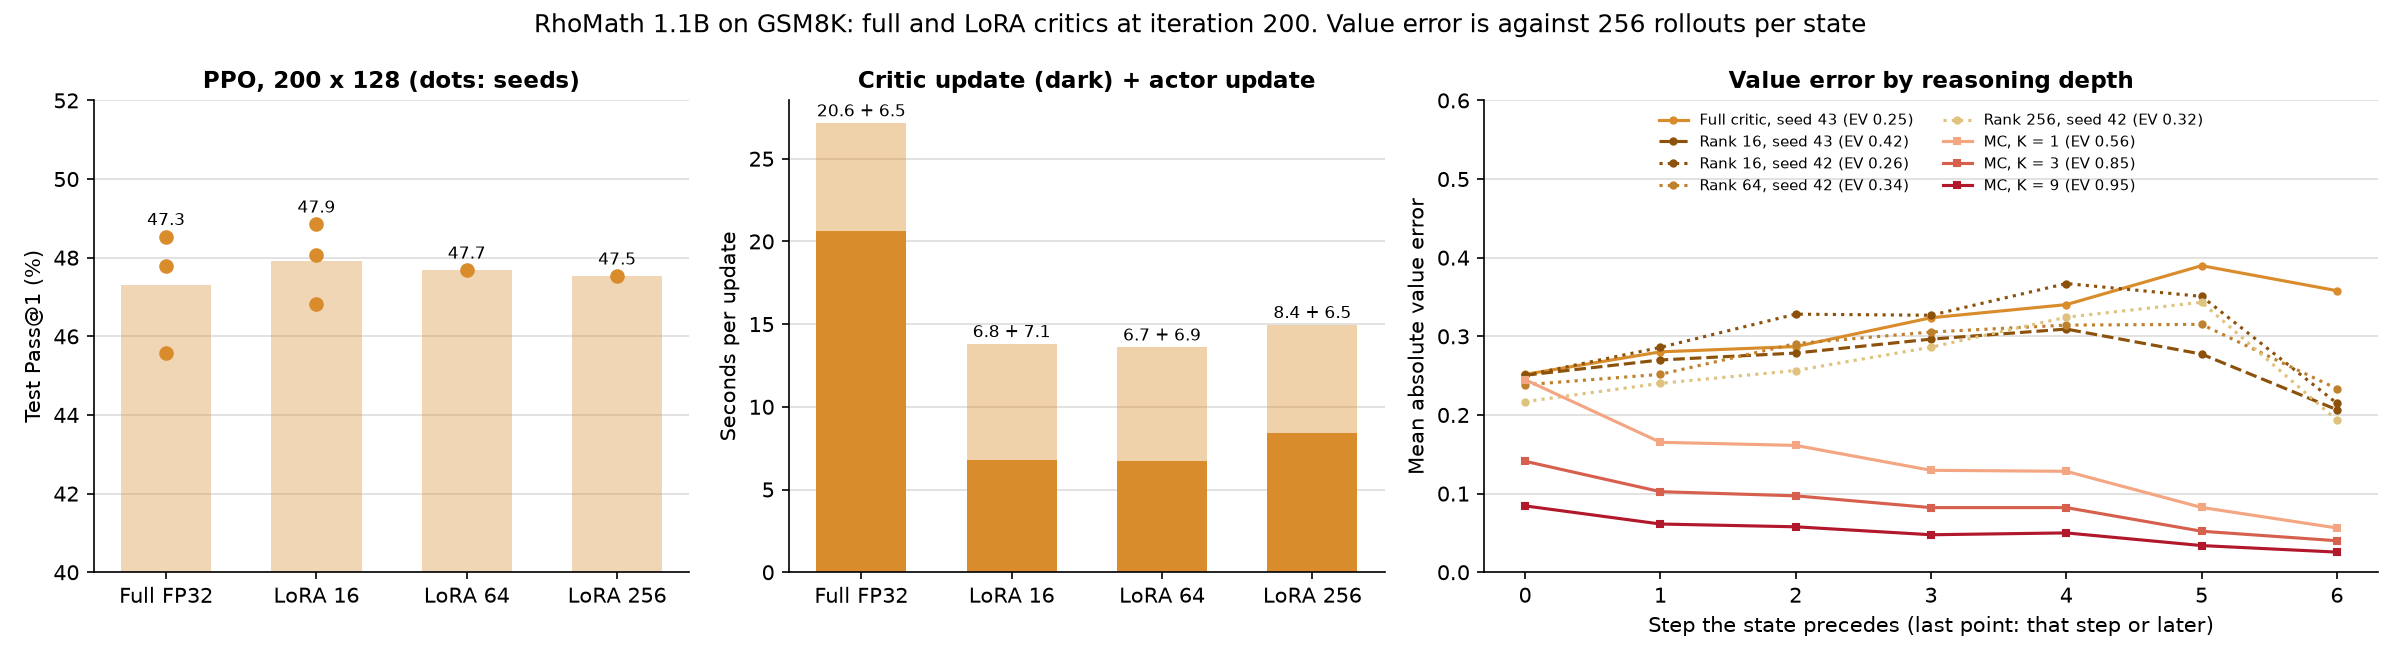 RhoMath 1.1B on GSM8K: full and LoRA critics at iteration 200. Value error is against 256 rollouts per state
PPO, 200 x 128 (dots: seeds)
Test Pass@1 (%)
52
50
48
46
44
42
40
47.3
47.9
47.7
47.5
Full FP32
LoRA 16
LoRA 64
LoRA 256
Critic update (dark) + actor update
Seconds per update
25
20
15
10
5
0
20.6 + 6.5
6.8 + 7.1
6.7 + 6.9
8.4 + 6.5
Full FP32
LoRA 16
LoRA 64
LoRA 256
Value error by reasoning depth
Mean absolute value error
0.6
0.5
0.4
0.3
0.2
0.1
0.0
Full critic, seed 43 (EV 0.25)
Rank 16, seed 43 (EV 0.42)
Rank 16, seed 42 (EV 0.26)
Rank 64, seed 42 (EV 0.34)
Rank 256, seed 42 (EV 0.32)
MC, K = 1 (EV 0.56)
MC, K = 3 (EV 0.85)
MC, K = 9 (EV 0.95)
0
1
2
3
4
5
6
Step the state precedes (last point: that step or later)